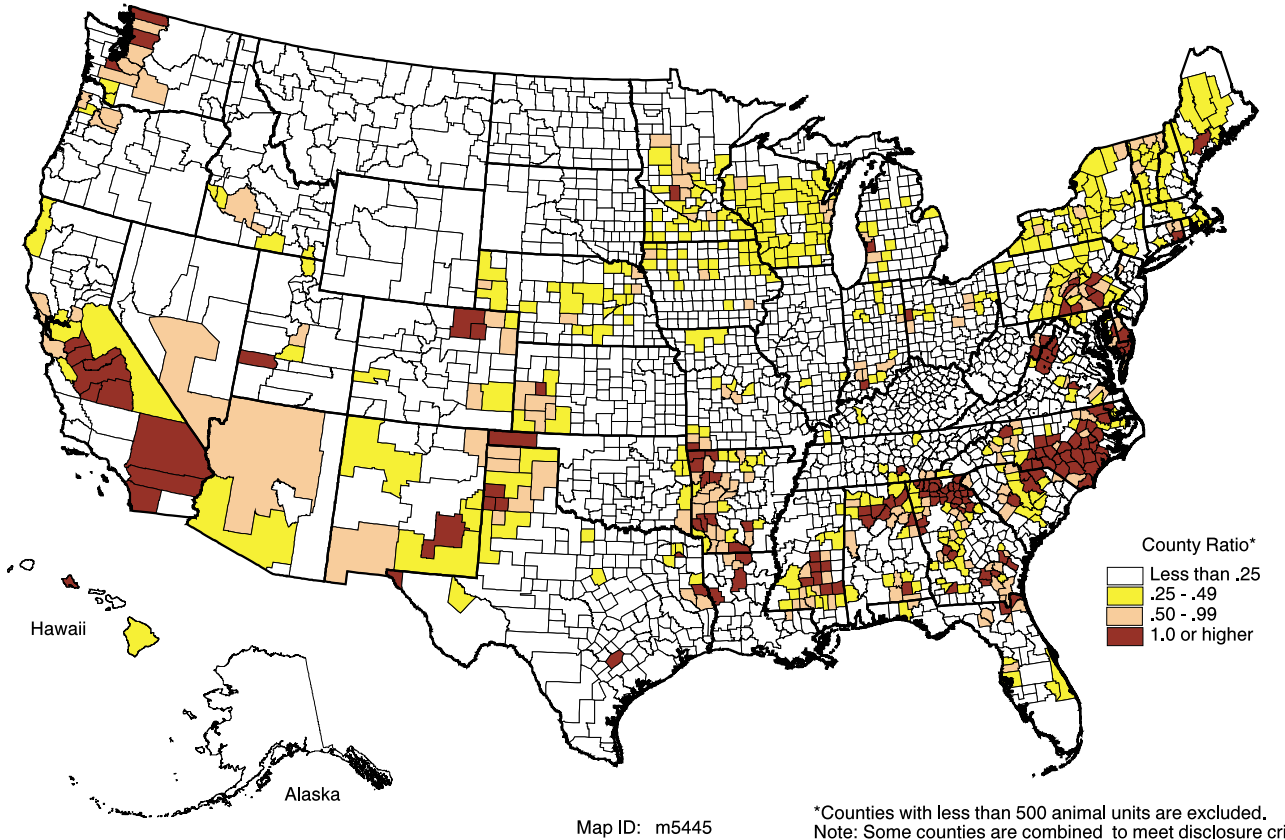 County Ratio*
Less than .25
.25 - .49
.50 - .99
1.0 or higher
Hawaii
Alaska
Map ID: m5445
*Counties with less than 500 animal units are excluded.
Note: Some counties are combined to meet disclosure cri